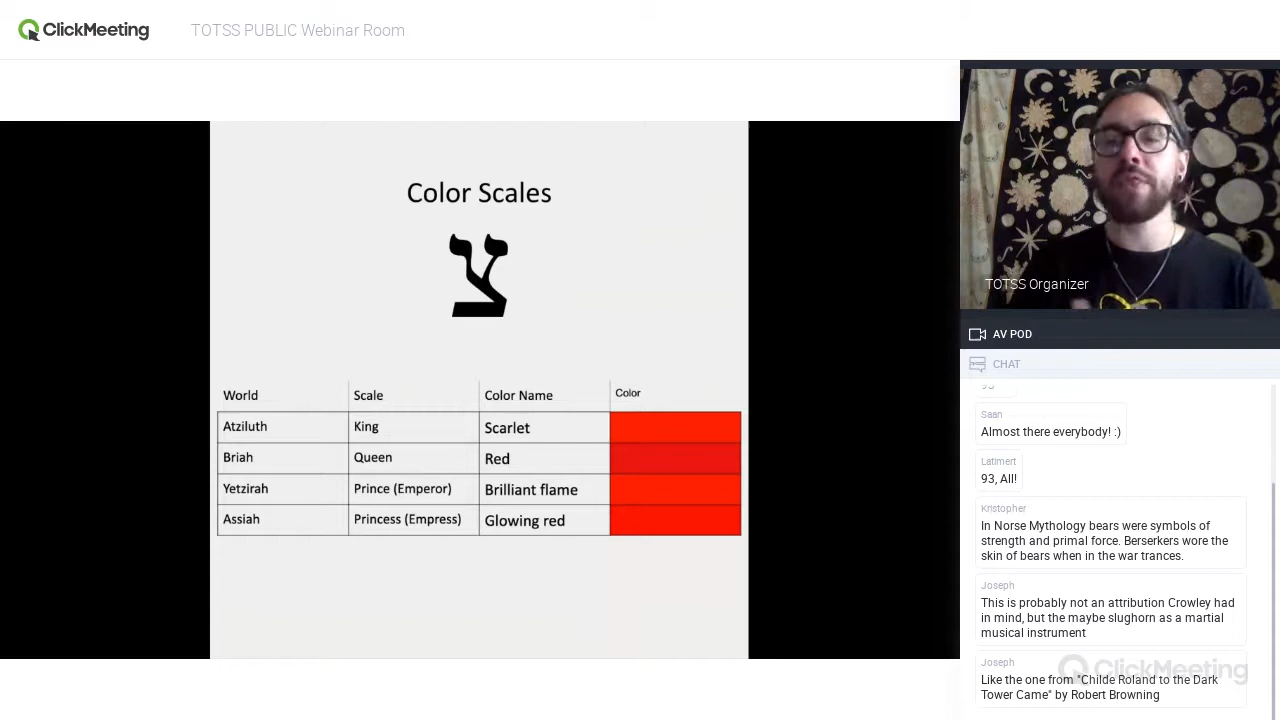 ClickMeeting
TOTSS PUBLIC Webinar Room
Color Scales
צ
World Scale Color Name Color
Atziluth King Scarlet
Briah Queen Red
Yetzirah Prince (Emperor) Brilliant flame
Assiah Princess (Empress) Glowing red
TOTSS Organizer
AV POD
CHAT
Saan
Almost there everybody! :)
Latimert
93, All!
Kristopher
In Norse Mythology bears were symbols of
strength and primal force. Berserkers wore the
skin of bears when in the war trances.
Joseph
This is probably not an attribution Crowley had
in mind, but the maybe slughorn as a martial
musical instrument
Joseph
Like the one from "Childe Roland to the Dark
Tower Came" by Robert Browning
ClickMeeting